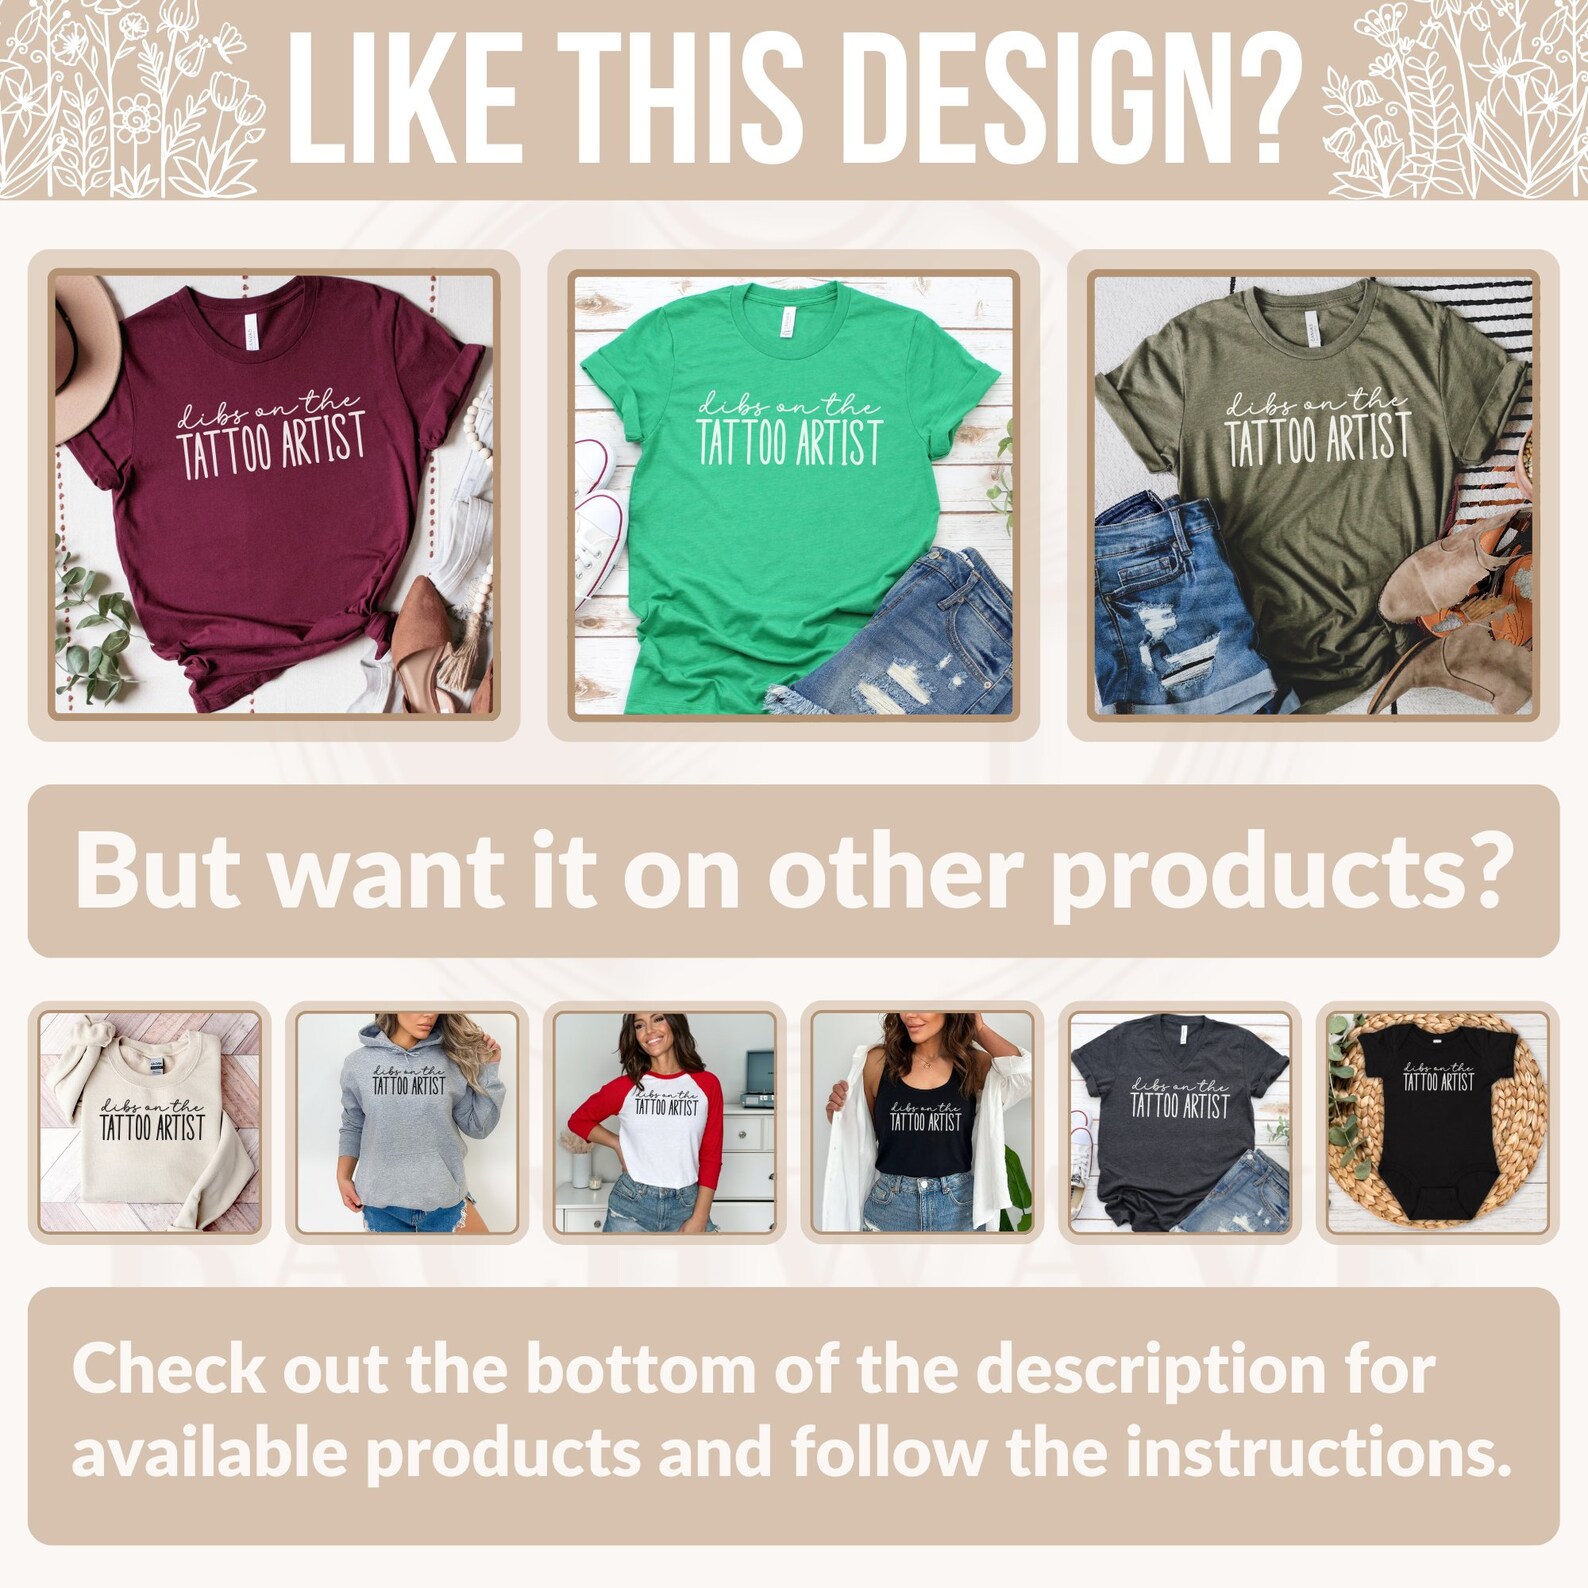 LIKE THIS DESIGN?
dibs on the
TATTOO ARTIST
dibs on the
TATTOO ARTIST
dibs on the
TATTOO ARTIST
But want it on other products?
dibs on the
TATTOO ARTIST
dibs on the
TATTOO ARTIST
dibs on the
TATTOO ARTIST
dibs on the
TATTOO ARTIST
dibs on the
TATTOO ARTIST
dibs on the
TATTOO ARTIST
BACHWAVE
Check out the bottom of the description for
available products and follow the instructions.